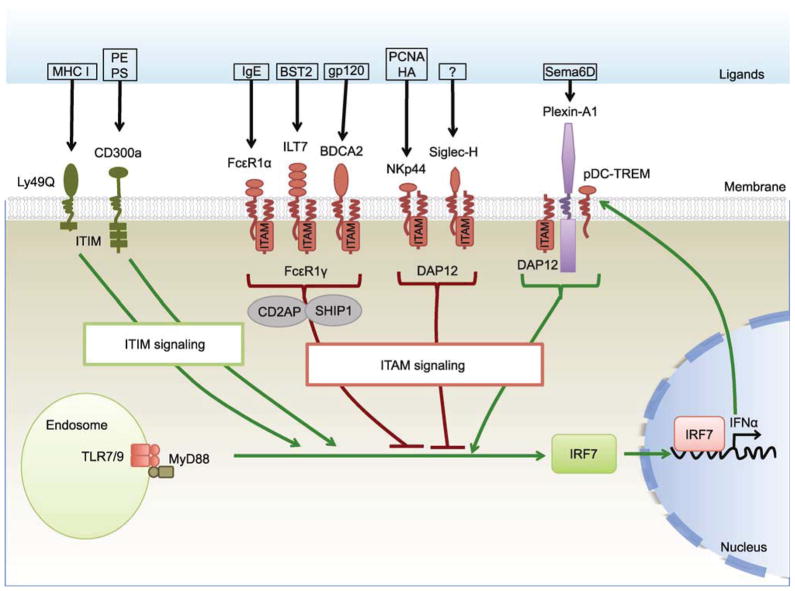 MHC I
PE
PS
IgE
BST2
gp120
PCNA
HA
?
Sema6D
Ligands
Plexin-A1
Ly49Q
CD300a
FcεR1α
ILT7
BDCA2
NKp44
Siglec-H
pDC-TREM
Membrane
ITIM
ITAM
ITAM
ITAM
ITAM
ITAM
ITAM
FcεR1γ
DAP12
DAP12
CD2AP
SHIP1
ITIM signaling
ITAM signaling
Endosome
TLR7/9
MyD88
IRF7
IRF7
IFNα
Nucleus